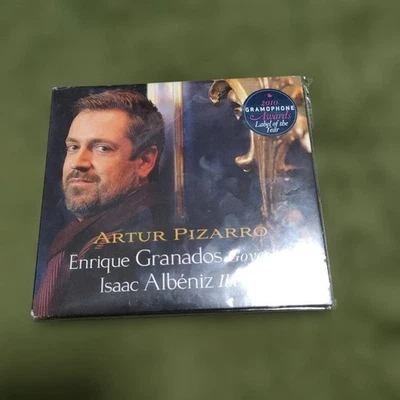 2010
GRAMOPHONE
Awards
Label of the
Year
ARTUR PIZARRO
Enrique Granados
Isaac Albéniz